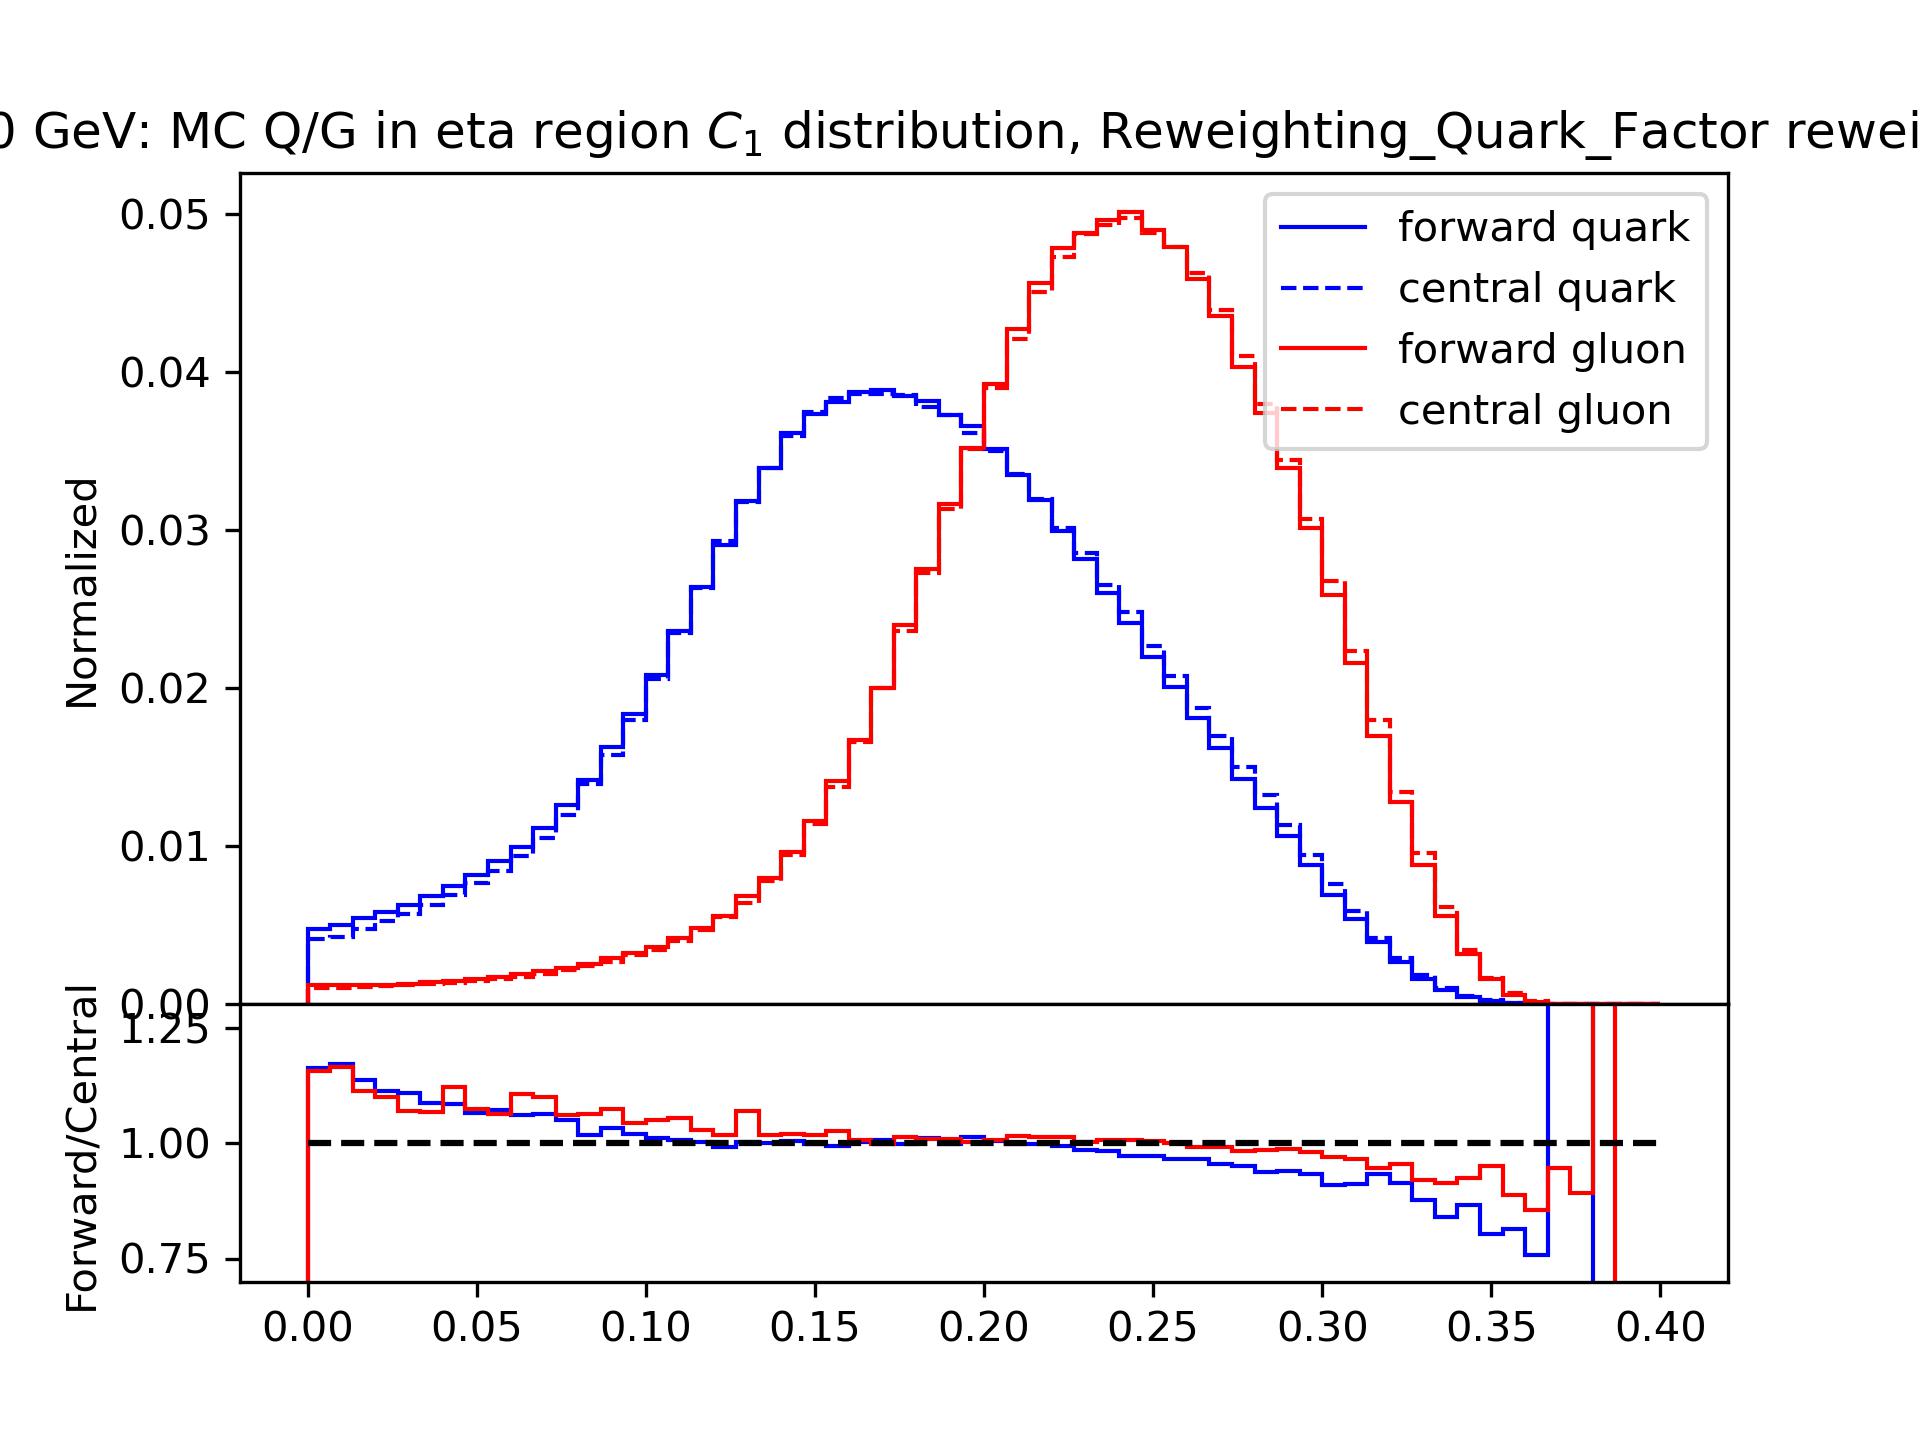 0 GeV: MC Q/G in eta region C₁ distribution, Reweighting_Quark_Factor rewei
forward quark
central quark
forward gluon
central gluon
Normalized
0.05
0.04
0.03
0.02
0.01
0.00
Forward/Central
1.25
1.00
0.75
0.00 0.05 0.10 0.15 0.20 0.25 0.30 0.35 0.40